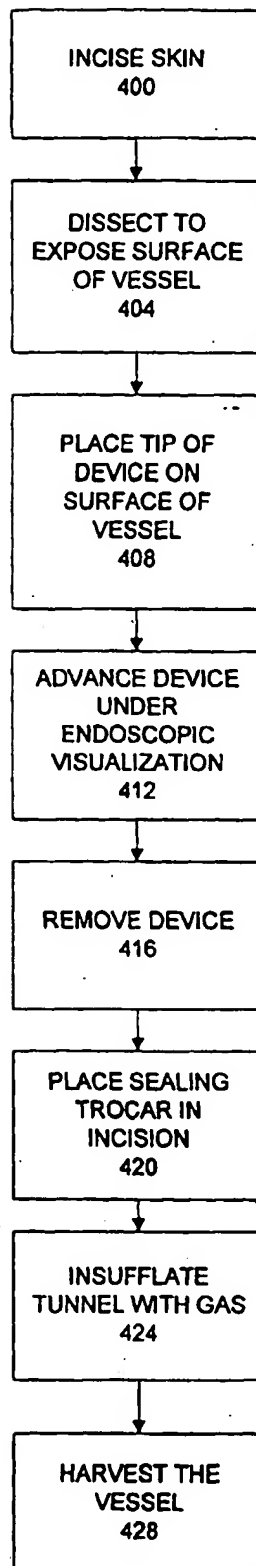 INCISE SKIN
400
DISSECT TO
EXPOSE SURFACE
OF VESSEL
404
PLACE TIP OF
DEVICE ON
SURFACE OF
VESSEL
408
ADVANCE DEVICE
UNDER
ENDOSCOPIC
VISUALIZATION
412
REMOVE DEVICE
416
PLACE SEALING
TROCAR IN
INCISION
420
INSUFFLATE
TUNNEL WITH GAS
424
HARVEST THE
VESSEL
428